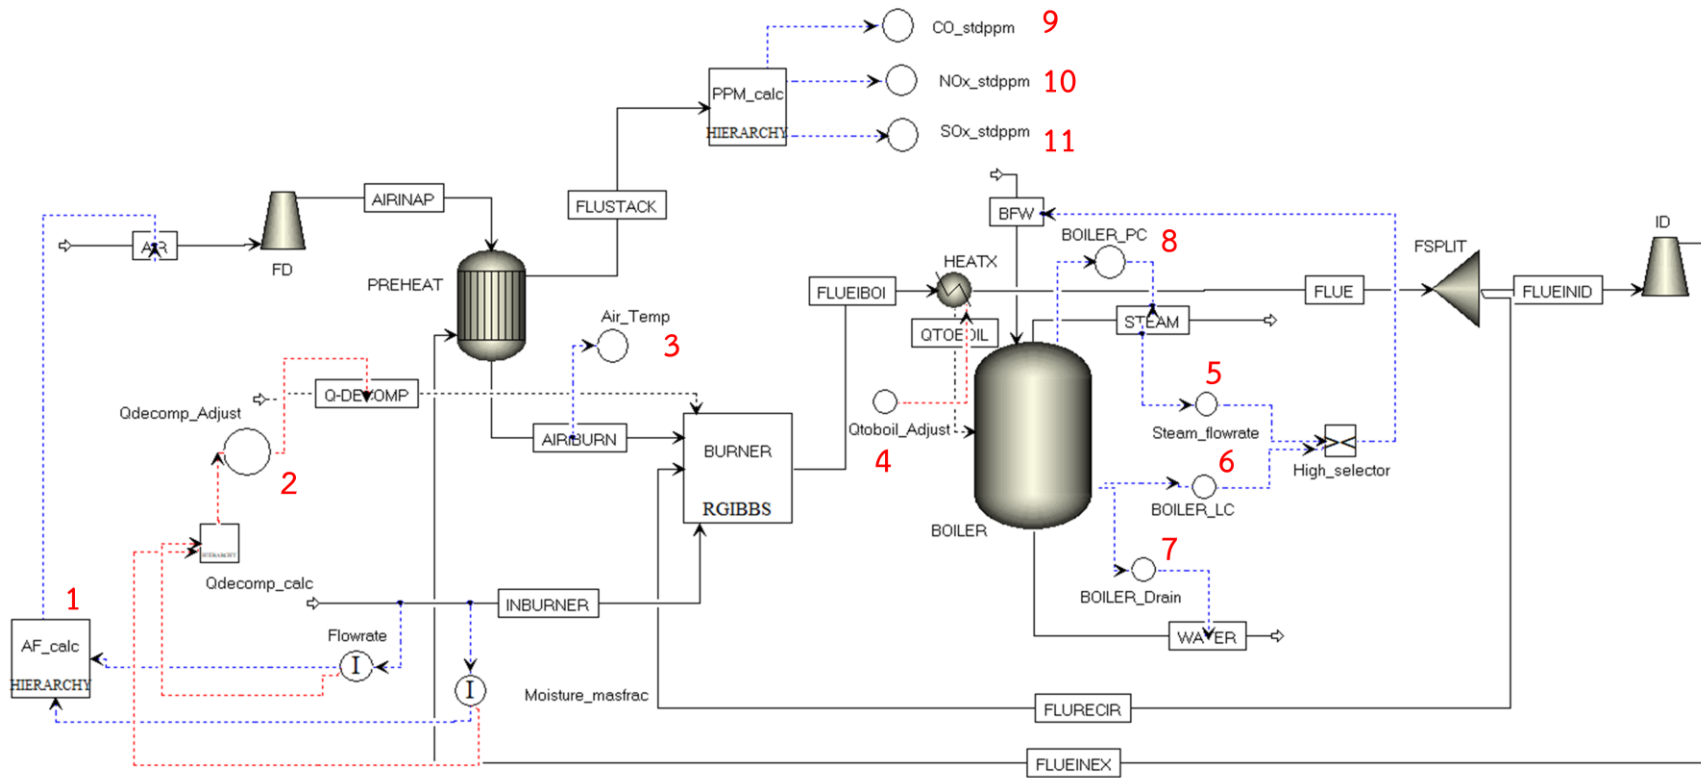 CO_stdppm 9
NOx_stdppm 10
SOx_stdppm 11
PPM_calc
HIERARCHY
AIRINAP
FLUSTACK
AIR
FD
PREHEAT
BFW
BOILER_PC 8
ID
FSPLIT
HEATX
FLUEIBOI
FLUE
FLUEINID
STEAM
QTOBOIL
Air_Temp 3
Q-DECOMP
Qdecomp_Adjust
2
AIRIBURN
BURNER
RGIBBS
Qtoboil_Adjust
4
5
Steam_flowrate
High_selector
6
BOILER_LC
BOILER
7
BOILER_Drain
WATER
HIERARCHY
Qdecomp_calc
INBURNER
1
AF_calc
HIERARCHY
Flowrate
I
I
Moisture_masfrac
FLURECIR
FLUEINEX